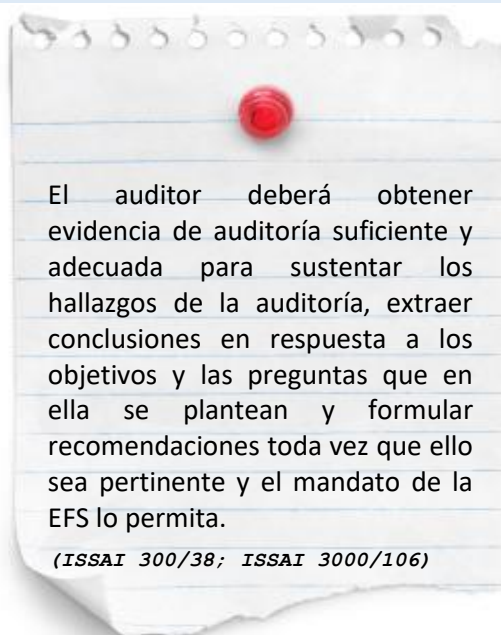 El auditor deberá obtener
evidencia de auditoría suficiente y
adecuada para sustentar los
hallazgos de la auditoría, extraer
conclusiones en respuesta a los
objetivos y las preguntas que en
ella se plantean y formular
recomendaciones toda vez que ello
sea pertinente y el mandato de la
EFS lo permita.
(ISSAI 300/38; ISSAI 3000/106)